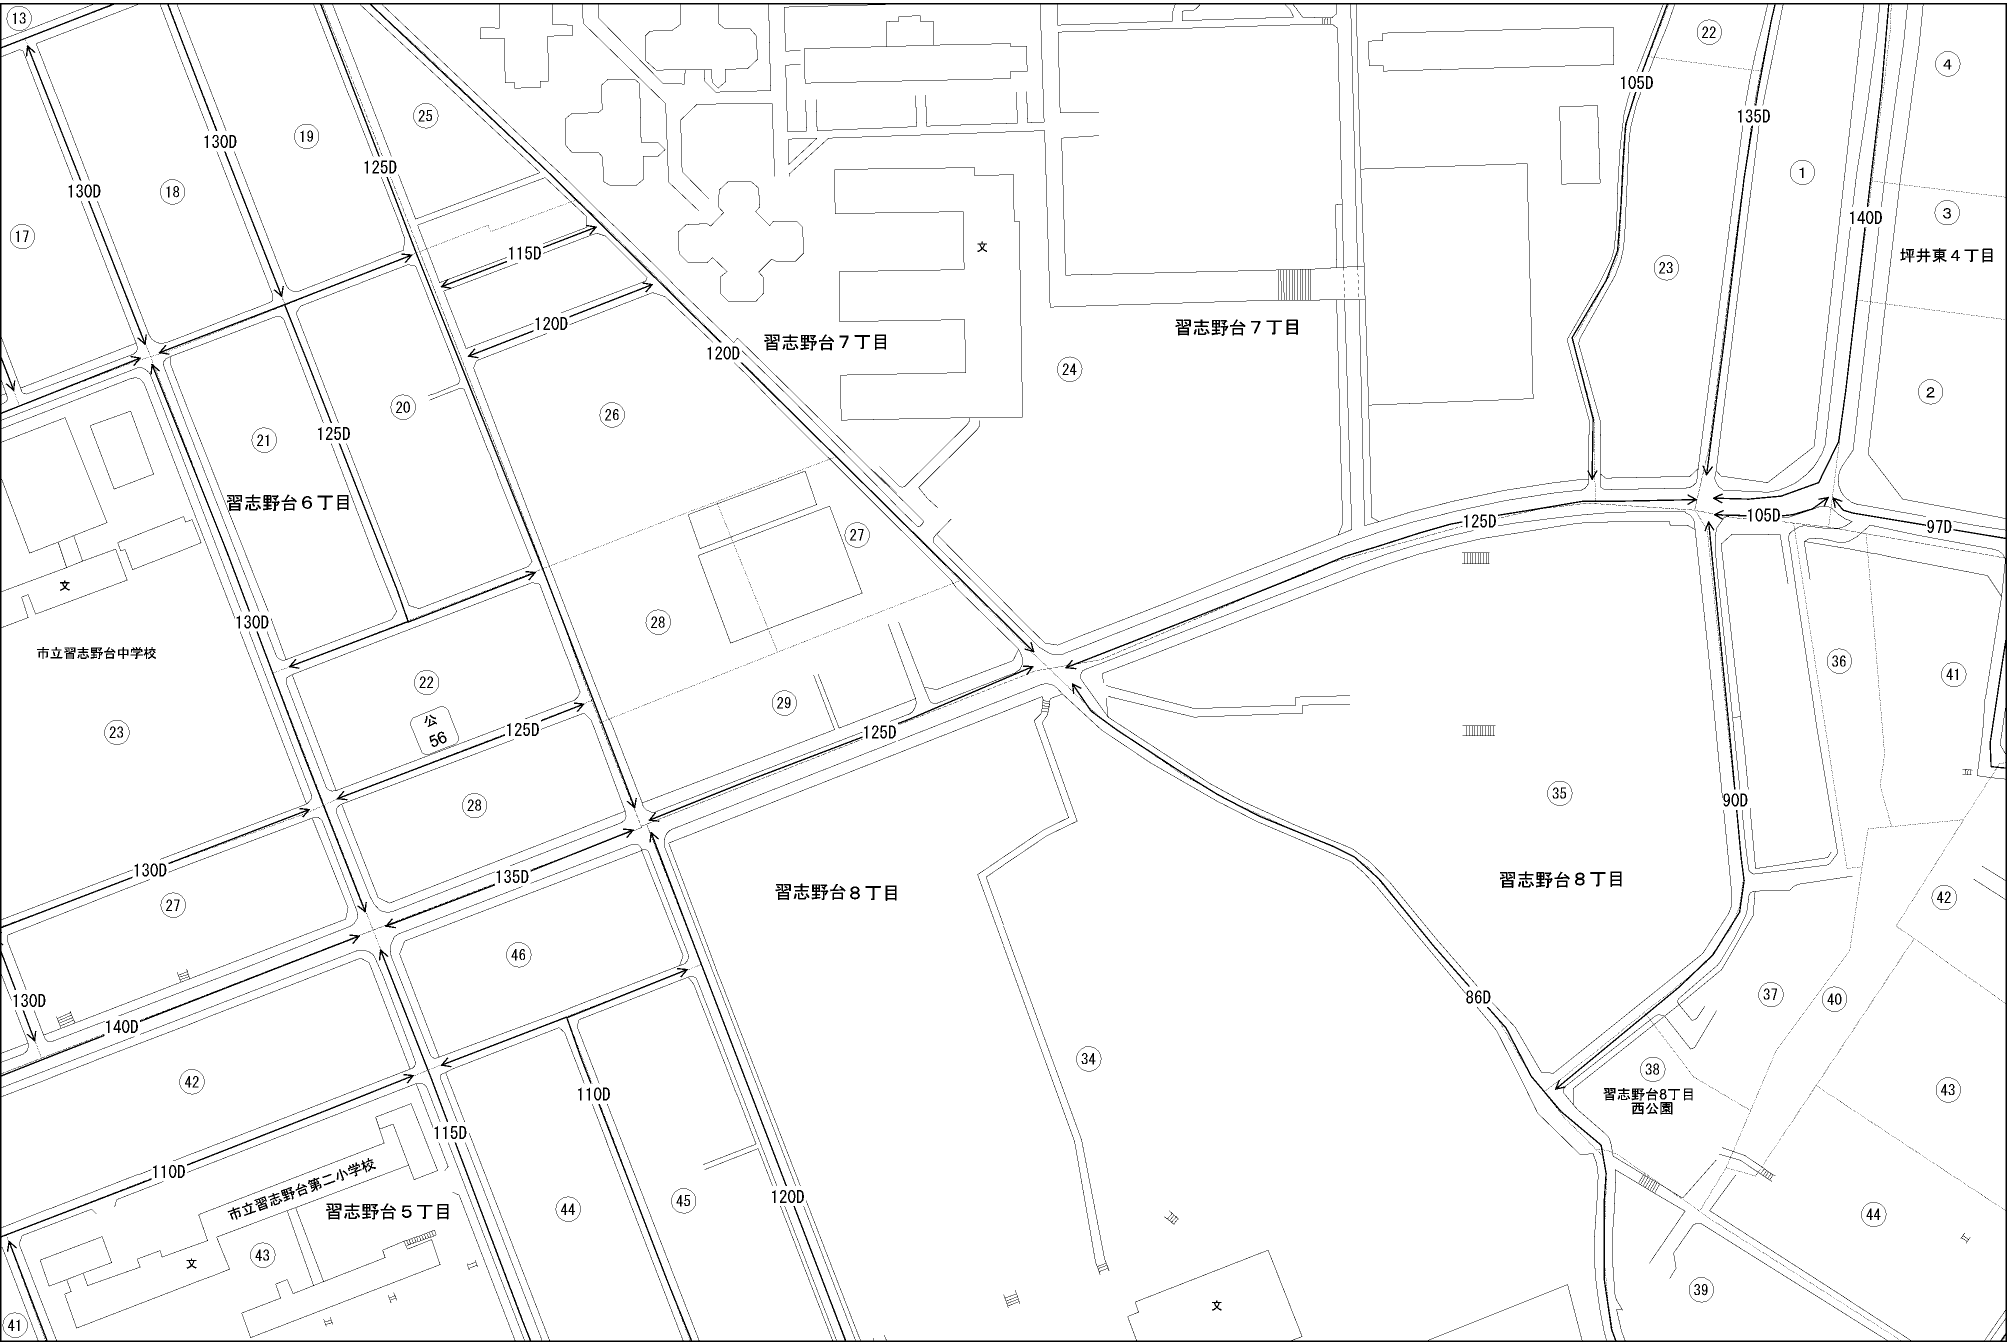 13
22
4
105D
25
135D
19
130D
125D
1
18
130D
3
140D
17
文
坪井東４丁目
115D
23
120D
習志野台７丁目
120D
習志野台７丁目
24
2
20
26
21
125D
習志野台６丁目
105D
125D
97D
27
文
130D
28
市立習志野台中学校
36
41
22
29
公
56
125D
125D
23
35
90D
28
130D
135D
習志野台８丁目
習志野台８丁目
42
27
46
37
86D
40
130D
140D
34
38
42
43
110D
習志野台8丁目
西公園
115D
110D
市立習志野台第二小学校
120D
45
習志野台５丁目
44
44
43
文
39
文
41